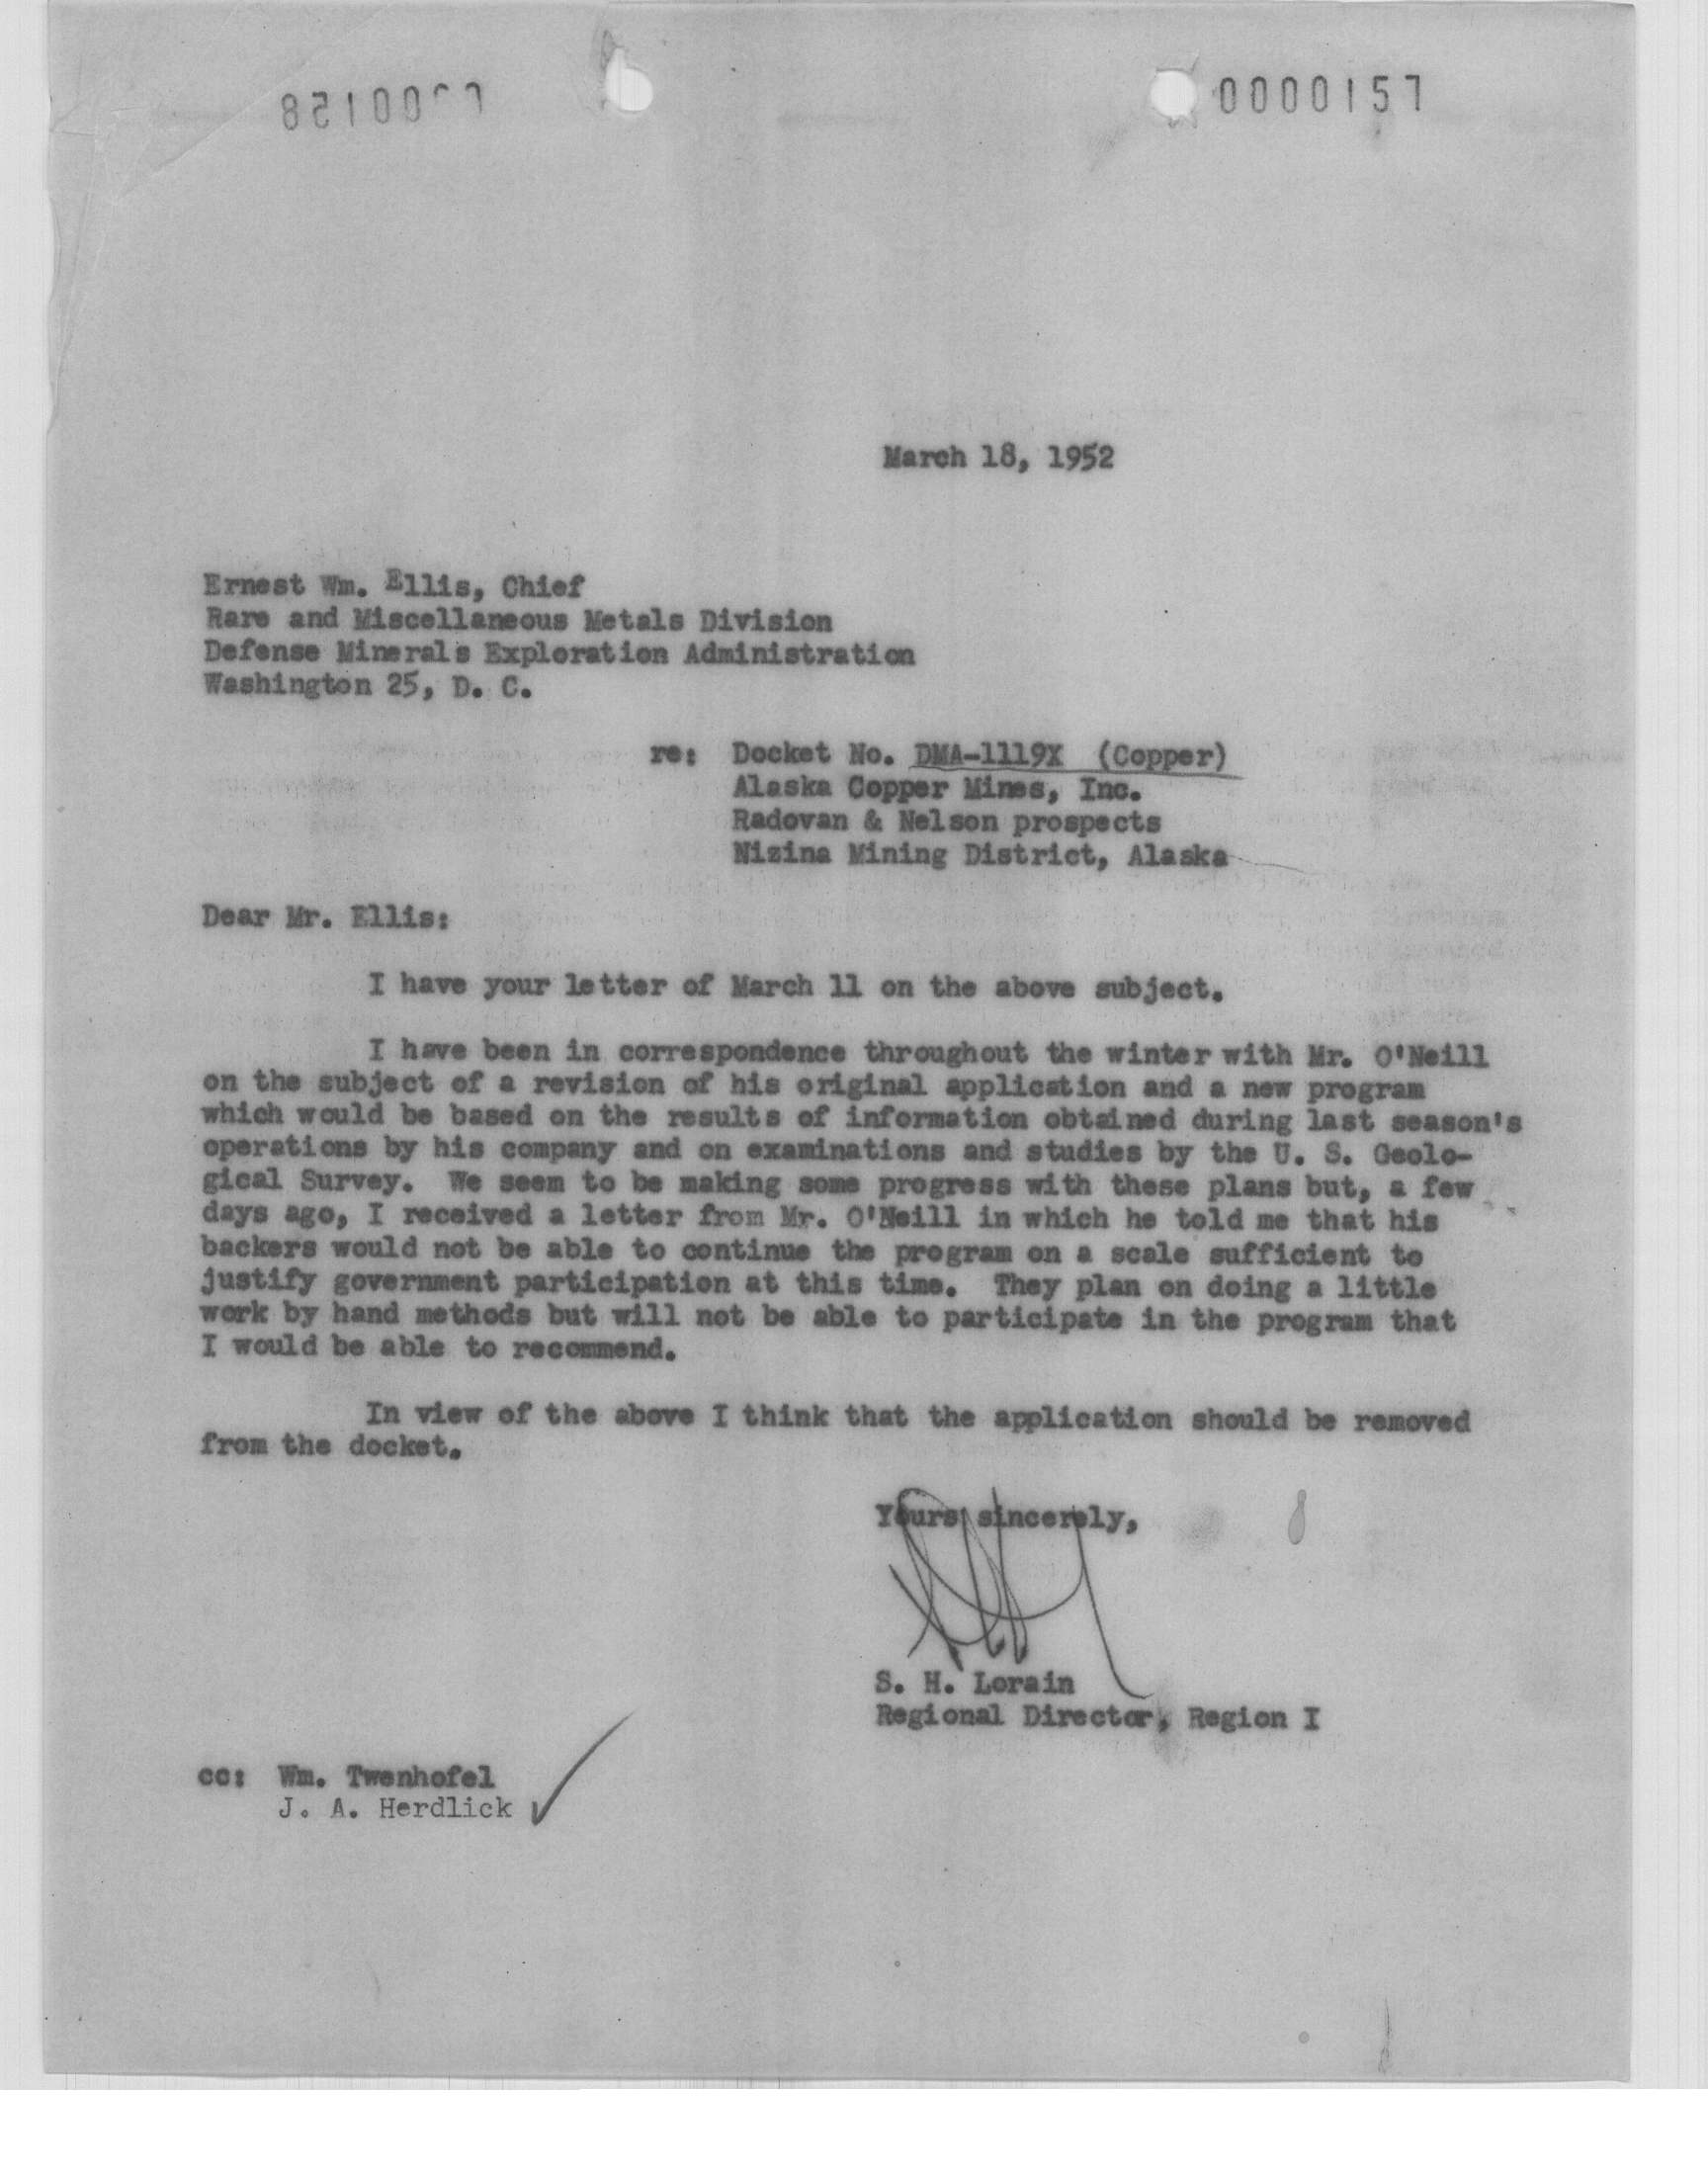 0000157
March 18, 1952
Ernest Wm. Ellis, Chief
Rare and Miscellaneous Metals Division
Defense Minerals Exploration Administration
Washington 25, D. C.
re: Docket No. DMA-1119X (Copper)
Alaska Copper Mines, Inc.
Radovan & Nelson prospects
Nizina Mining District, Alaska
Dear Mr. Ellis:
I have your letter of March 11 on the above subject.
I have been in correspondence throughout the winter with Mr. O'Neill
on the subject of a revision of his original application and a new program
which would be based on the results of information obtained during last season's
operations by his company and on examinations and studies by the U. S. Geolo-
gical Survey. We seem to be making some progress with these plans but, a few
days ago, I received a letter from Mr. O'Neill in which he told me that his
backers would not be able to continue the program on a scale sufficient to
justify government participation at this time. They plan on doing a little
work by hand methods but will not be able to participate in the program that
I would be able to recommend.
In view of the above I think that the application should be removed
from the docket.
Yours sincerely,
S. H. Lorain
Regional Director, Region I
cc: Wm. Twenhofel
J. A. Herdlick